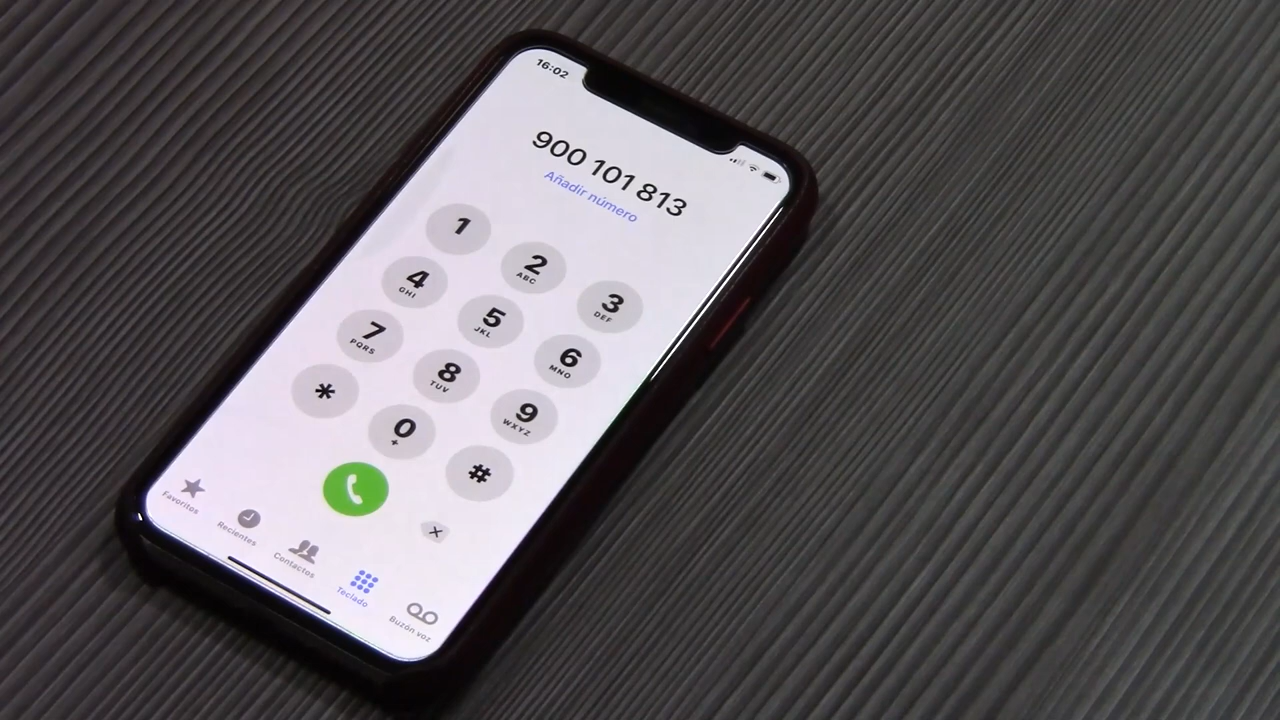 16:02
900 101 813
Añadir número
1
2
ABC
3
DEF
4
GHI
5
JKL
6
MNO
7
PQRS
8
TUV
9
WXYZ
*
0
+
#
Favoritos
Recientes
Contactos
Teclado
Buzón voz